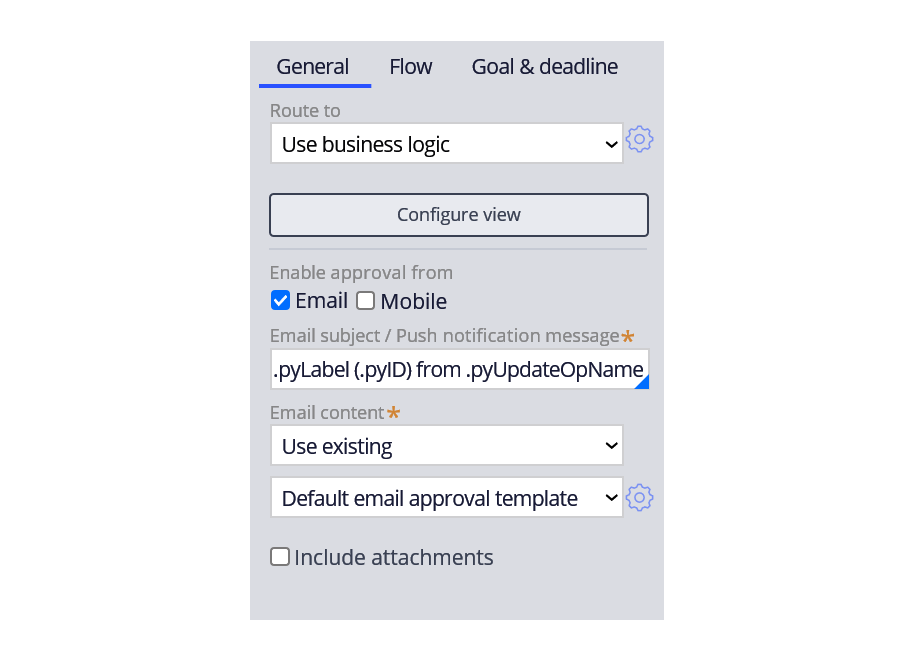 General Flow Goal & deadline
Route to
Use business logic
Configure view
Enable approval from
Email Mobile
Email subject / Push notification message*
.pyLabel (.pyID) from .pyUpdateOpName
Email content*
Use existing
Default email approval template
Include attachments